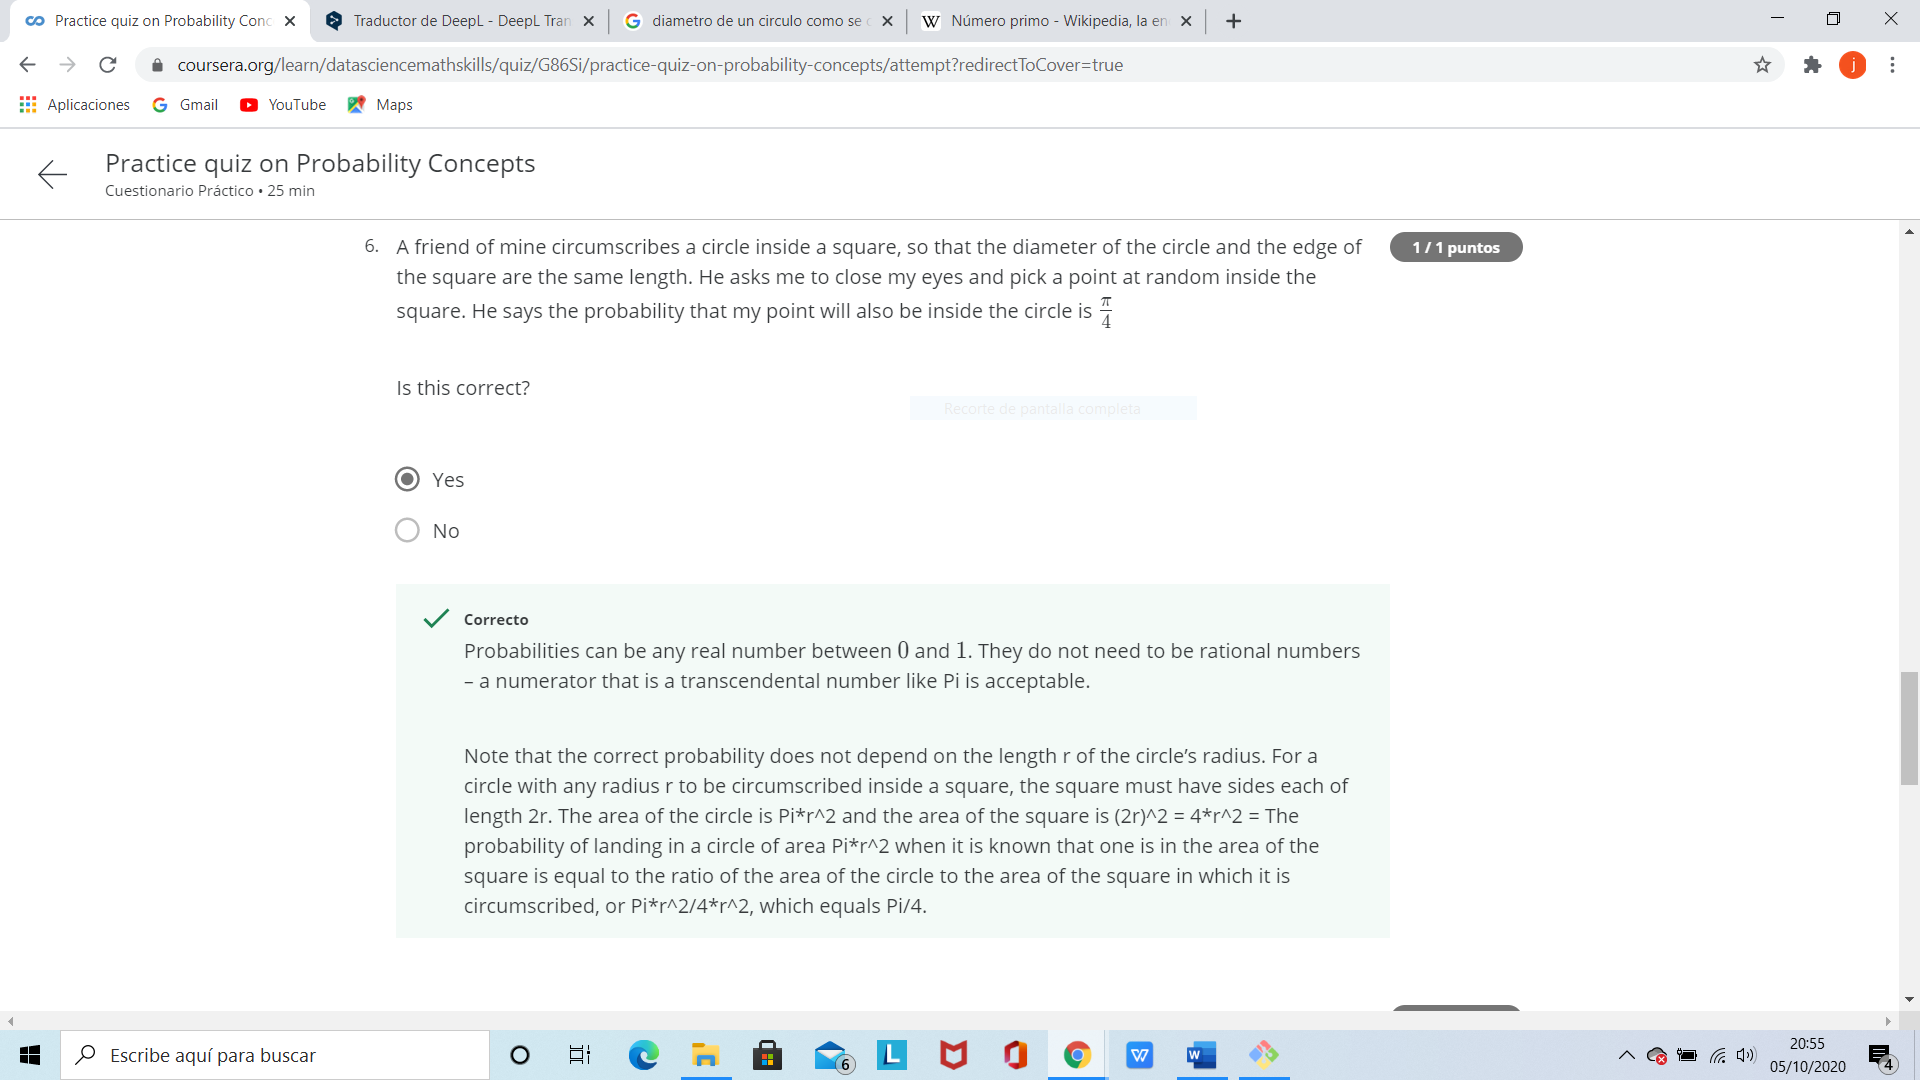 Practice quiz on Probability Conc
Traductor de DeepL - DeepL Tran
diametro de un circulo como se c
Número primo - Wikipedia, la en
coursera.org/learn/datasciencemathskills/quiz/G86Si/practice-quiz-on-probability-concepts/attempt?redirectToCover=true
j
Aplicaciones
Gmail
YouTube
Maps
Practice quiz on Probability Concepts
Cuestionario Práctico • 25 min
6. A friend of mine circumscribes a circle inside a square, so that the diameter of the circle and the edge of
1 / 1 puntos
the square are the same length. He asks me to close my eyes and pick a point at random inside the
square. He says the probability that my point will also be inside the circle is π/4
Is this correct?
Recorte de pantalla completa
Yes
No
Correcto
Probabilities can be any real number between 0 and 1. They do not need to be rational numbers
– a numerator that is a transcendental number like Pi is acceptable.
Note that the correct probability does not depend on the length r of the circle’s radius. For a
circle with any radius r to be circumscribed inside a square, the square must have sides each of
length 2r. The area of the circle is Pi*r^2 and the area of the square is (2r)^2 = 4*r^2 = The
probability of landing in a circle of area Pi*r^2 when it is known that one is in the area of the
square is equal to the ratio of the area of the circle to the area of the square in which it is
circumscribed, or Pi*r^2/4*r^2, which equals Pi/4.
Escribe aquí para buscar
6
L
W
W
20:55
05/10/2020
4